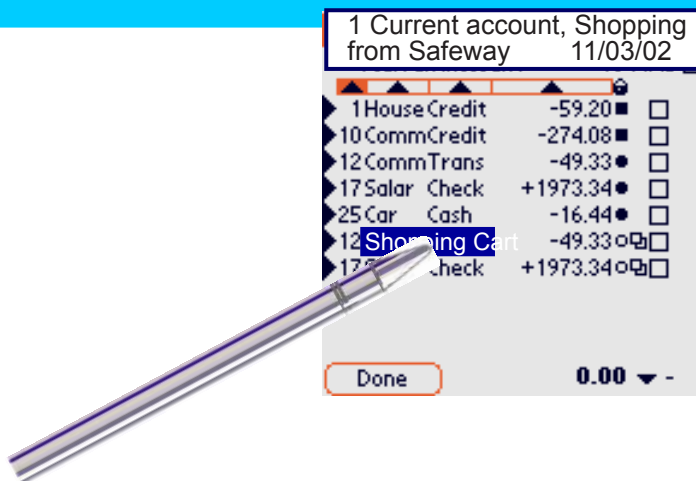 1 Current account, Shopping
from Safeway 11/03/02
1 House Credit -59.20
10 Comm Credit -274.08
12 Comm Trans -49.33
17 Salar Check +1973.34
25 Car Cash -16.44
12 Shopping Cart -49.33
17 Check +1973.34
Done 0.00 -